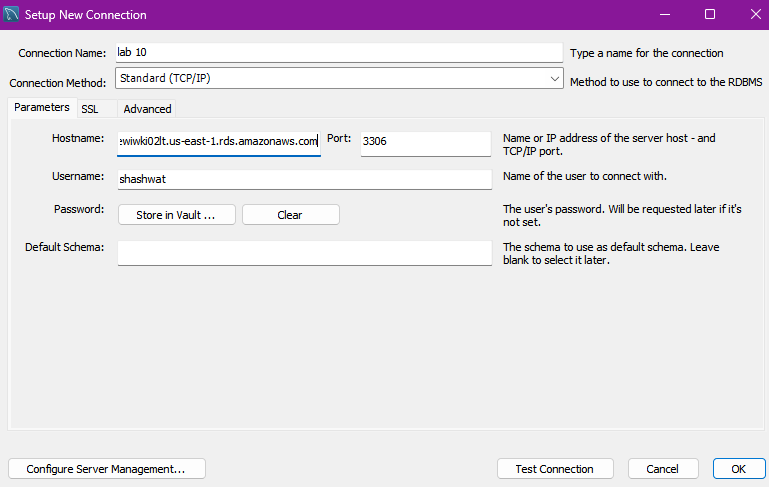 Setup New Connection
Connection Name: lab 10 Type a name for the connection
Connection Method: Standard (TCP/IP) Method to use to connect to the RDBMS
Parameters SSL Advanced
Hostname: ewiwki02lt.us-east-1.rds.amazonaws.com Port: 3306 Name or IP address of the server host - and
TCP/IP port.
Username: shashwat Name of the user to connect with.
Password: Store in Vault ... Clear The user's password. Will be requested later if it's
not set.
Default Schema: The schema to use as default schema. Leave
blank to select it later.
Configure Server Management... Test Connection Cancel OK